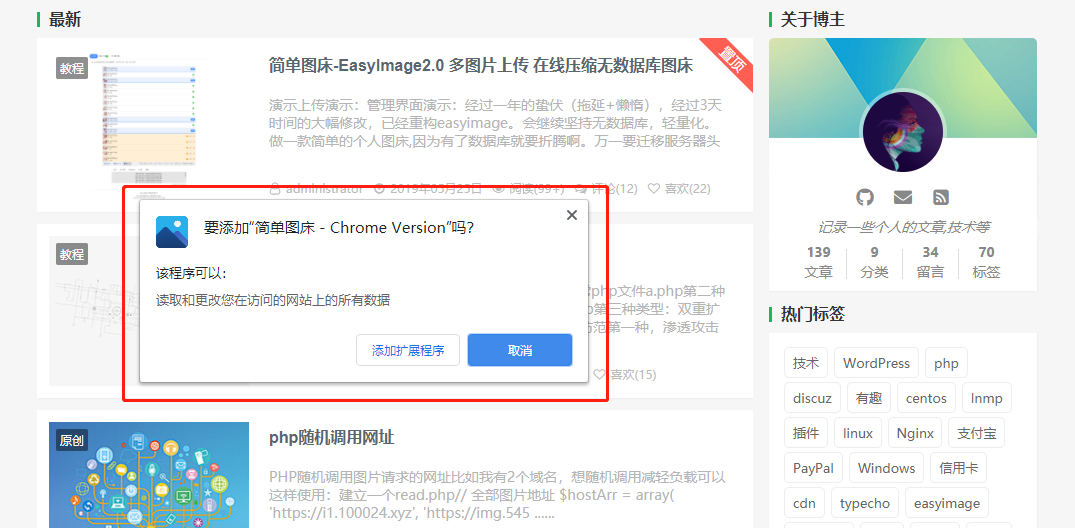 最新
教程
简单图床-EasyImage2.0 多图片上传 在线压缩无数据库图床
置顶
演示上传演示：管理界面演示：经过一年的蛰伏（拖延+懒惰），经过3天
时间的大幅修改，已经重构easyimage。会继续坚持无数据库，轻量化。
做一款简单的个人图床,因为有了数据库就要折腾啊。万一要迁移服务器头
administrator 2019年03月25日 阅读(99+) 评论(12) 喜欢(22)
要添加“简单图床 - Chrome Version”吗?
该程序可以:
读取和更改您在访问的网站上的所有数据
添加扩展程序
取消
教程
php文件a.php第二种
第三种类型：双重扩
范第一种，渗透攻击
喜欢(15)
原创
php随机调用网址
PHP随机调用图片请求的网址比如我有2个域名，想随机调用减轻负载可以
这样使用：建立一个read.php// 全部图片地址 $hostArr = array(
'https://i1.100024.xyz', 'https://img.545 ......
关于博主
记录一些个人的文章,技术等
139 9 34 70
文章 分类 留言 标签
热门标签
技术 WordPress php
discuz 有趣 centos lnmp
插件 linux Nginx 支付宝
PayPal Windows 信用卡
cdn typecho easyimage